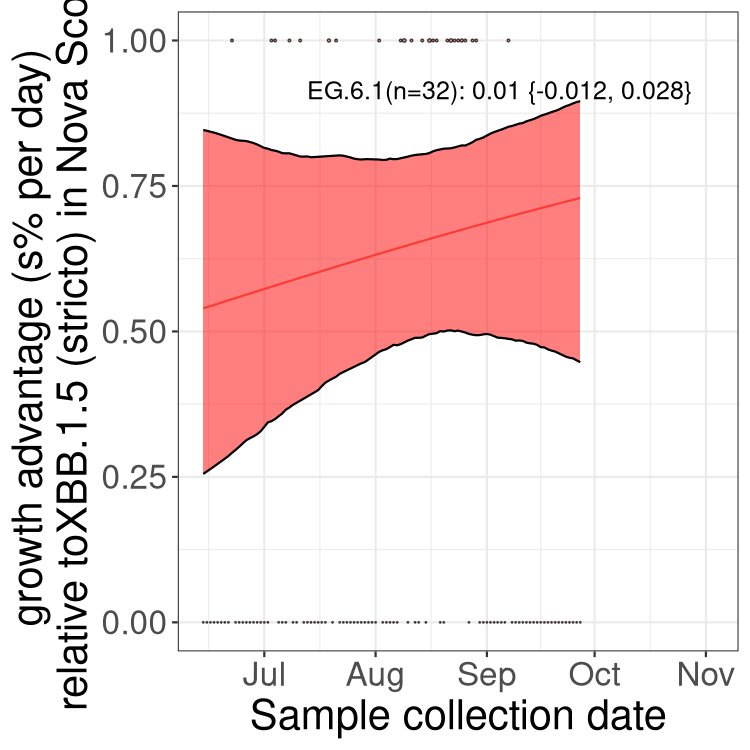 growth advantage (s% per day)
relative toXBB.1.5 (stricto) in Nova Sco
1.00
0.75
0.50
0.25
0.00
EG.6.1(n=32): 0.01 {-0.012, 0.028}
Jul Aug Sep Oct Nov
Sample collection date